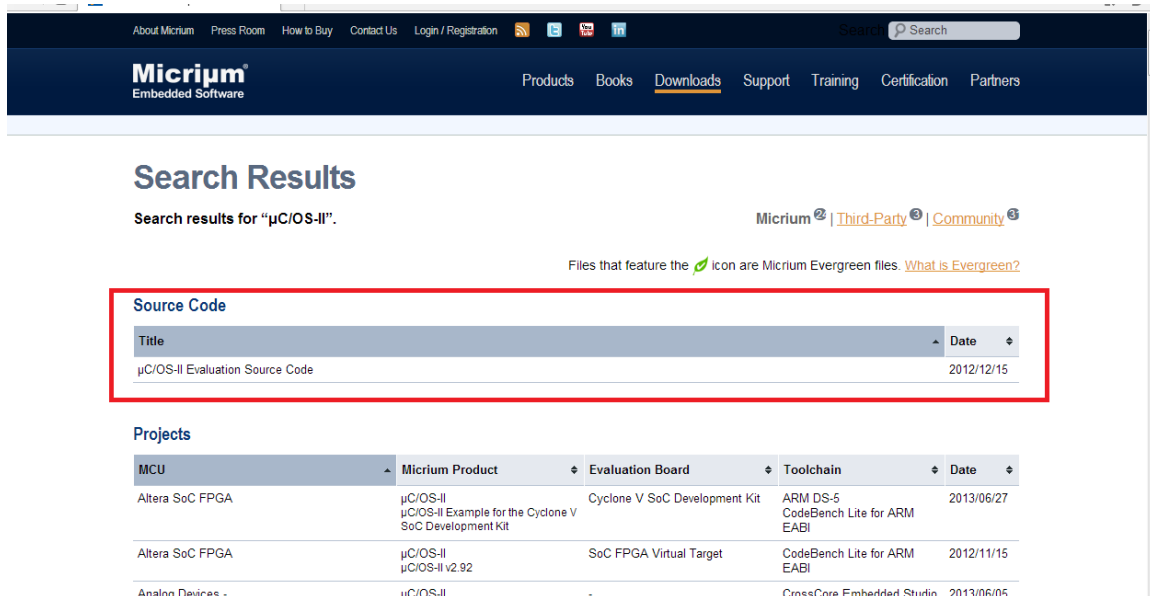 About Micrium Press Room How to Buy Contact Us Login / Registration You Tube in Search Search
Micriµm®
Embedded Software
Products Books Downloads Support Training Certification Partners
Search Results
Search results for “µC/OS-II”.
Micrium | Third-Party 3 | Community
Files that feature the icon are Micrium Evergreen files. What is Evergreen?
Source Code
Title Date
µC/OS-II Evaluation Source Code 2012/12/15
Projects
MCU Micrium Product Evaluation Board Toolchain Date
Altera SoC FPGA µC/OS-II Cyclone V SoC Development Kit ARM DS-5 2013/06/27
µC/OS-II Example for the Cyclone V CodeBench Lite for ARM
SoC Development Kit EABI
Altera SoC FPGA µC/OS-II SoC FPGA Virtual Target CodeBench Lite for ARM 2012/11/15
µC/OS-II v2.92 EABI
Analog Devices - µC/OS-II - CrossCore Embedded Studio 2013/06/05